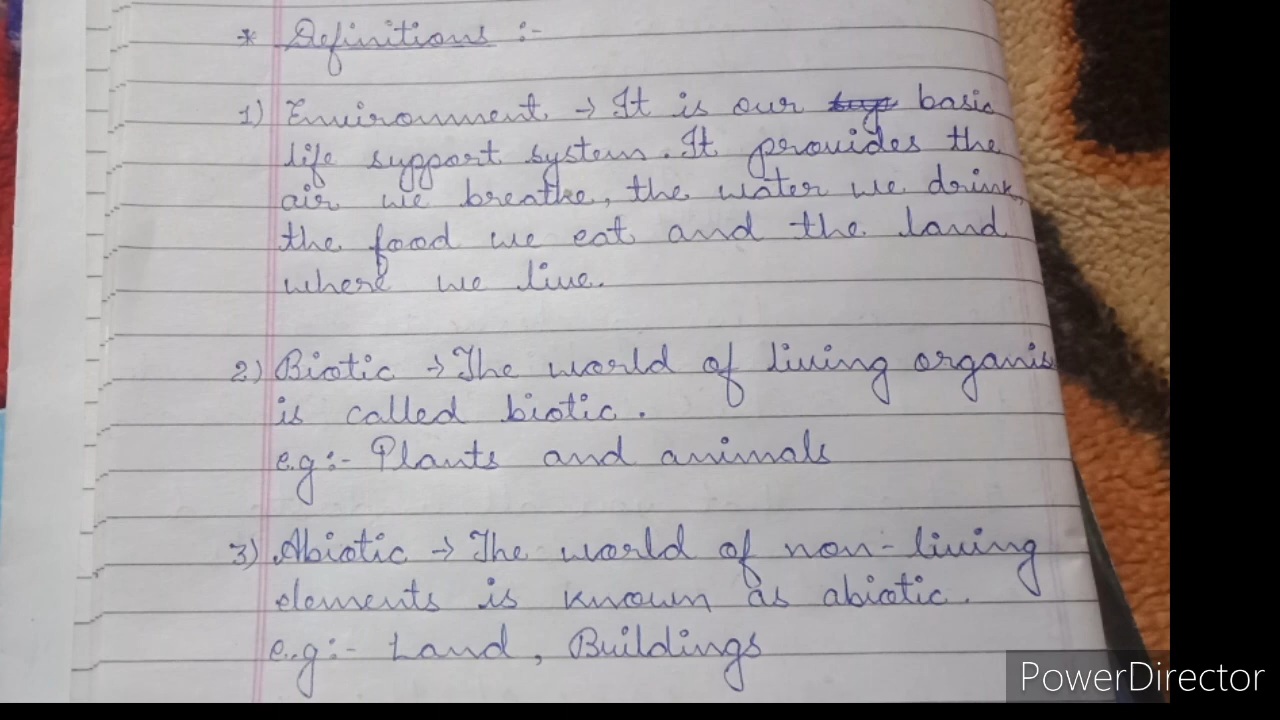 * Definitions :-
1) Environment → It is our basic
life support system. It provides the
air we breathe, the water we drink,
the food we eat and the land
where we live.
2) Biotic → The world of living organis
is called biotic.
e.g :- Plants and animals
3) Abiotic → The world of non-living
elements is known as abiotic.
e.g :- Land, Buildings
PowerDirector